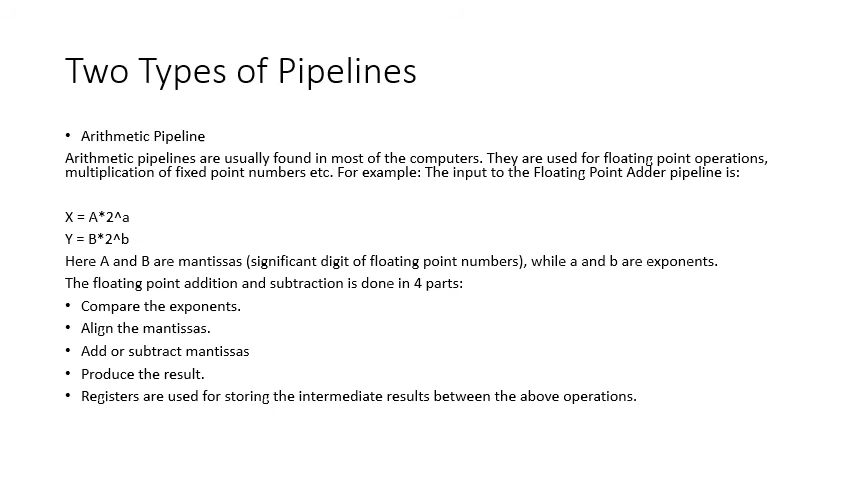 Two Types of Pipelines
• Arithmetic Pipeline
Arithmetic pipelines are usually found in most of the computers. They are used for floating point operations,
multiplication of fixed point numbers etc. For example: The input to the Floating Point Adder pipeline is:
X = A*2^a
Y = B*2^b
Here A and B are mantissas (significant digit of floating point numbers), while a and b are exponents.
The floating point addition and subtraction is done in 4 parts:
• Compare the exponents.
• Align the mantissas.
• Add or subtract mantissas
• Produce the result.
• Registers are used for storing the intermediate results between the above operations.